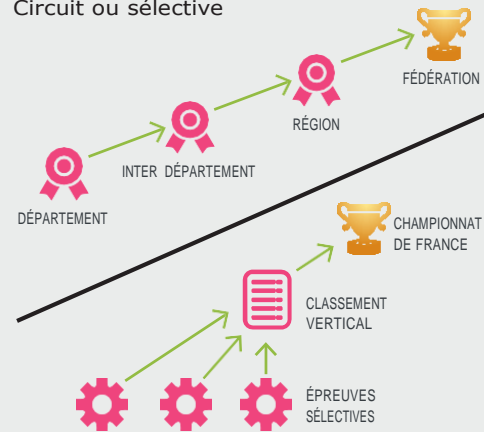 Circuit ou sélective
FÉDÉRATION
RÉGION
INTER DÉPARTEMENT
DÉPARTEMENT
CHAMPIONNAT
DE FRANCE
CLASSEMENT
VERTICAL
ÉPREUVES
SÉLECTIVES